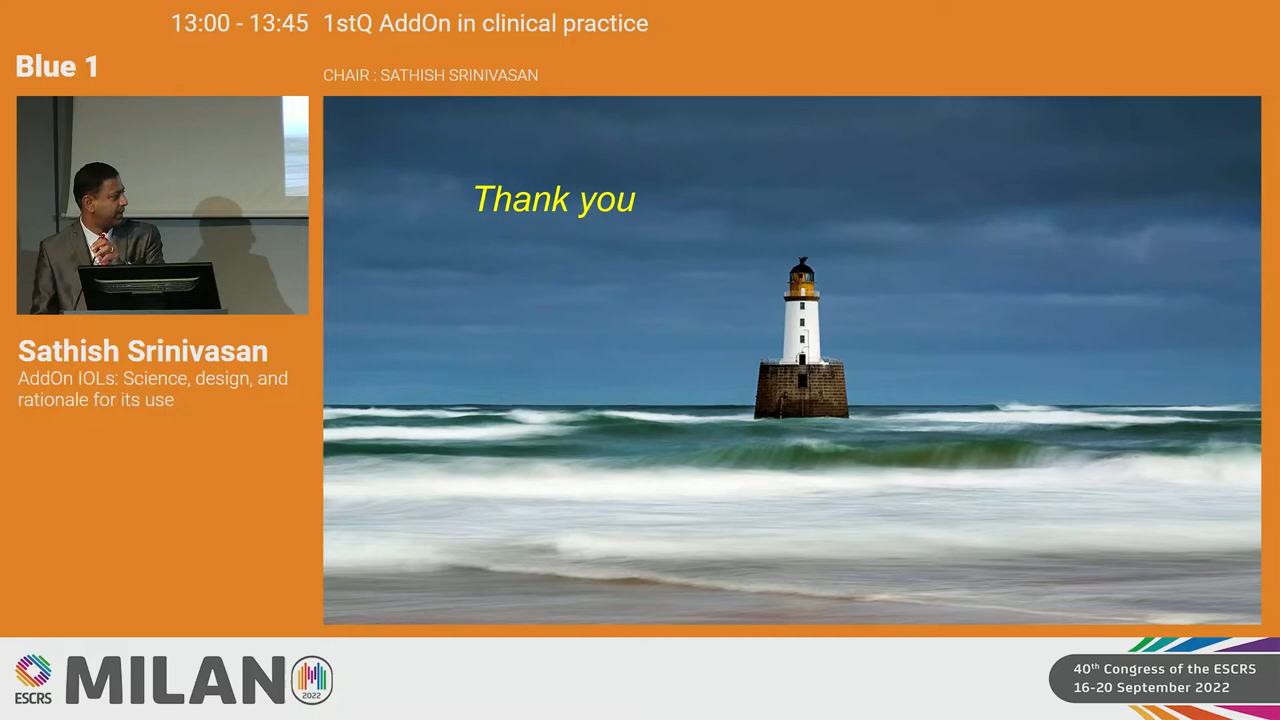 13:00 - 13:45 1stQ AddOn in clinical practice
Blue 1
CHAIR : SATHISH SRINIVASAN
Thank you
Sathish Srinivasan
AddOn IOLs: Science, design, and
rationale for its use
ESCRS
MILANO
2022
40th Congress of the ESCRS
16-20 September 2022